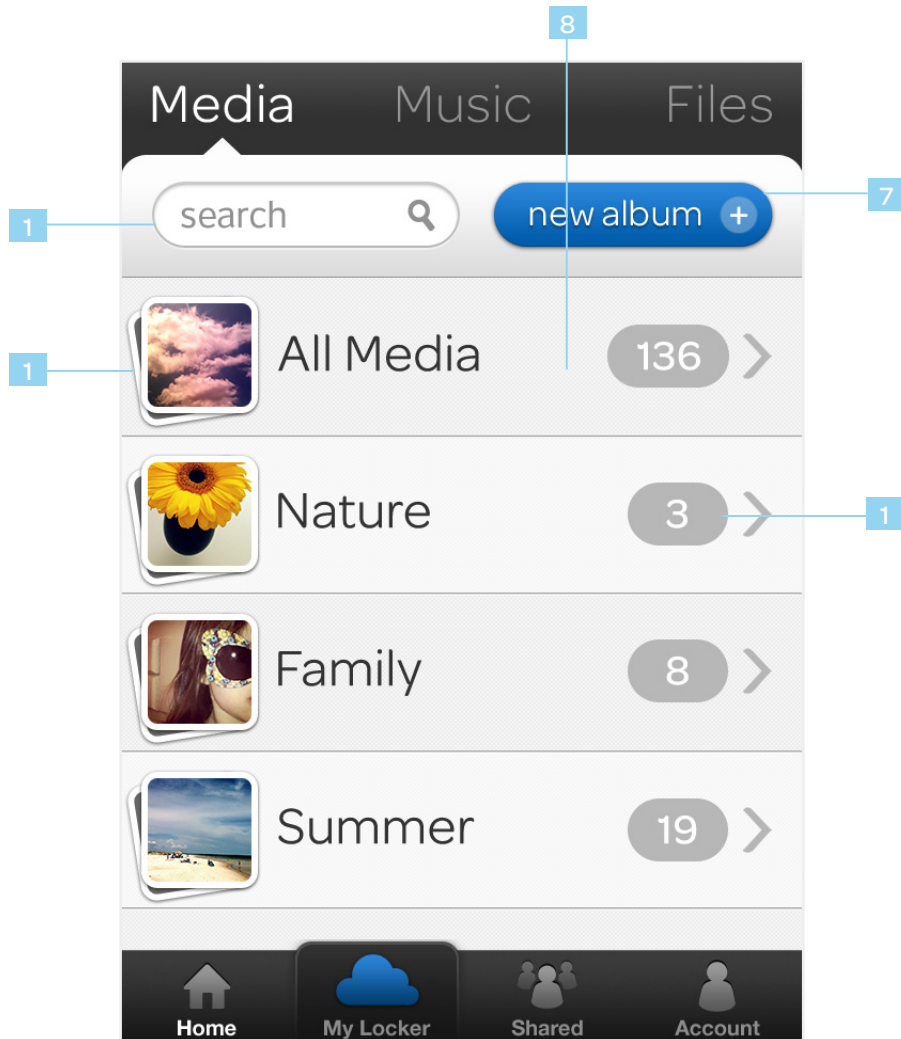 8
Media Music Files
7
1
search new album +
1
All Media 136
Nature 3
1
Family 8
Summer 19
Home My Locker Shared Account